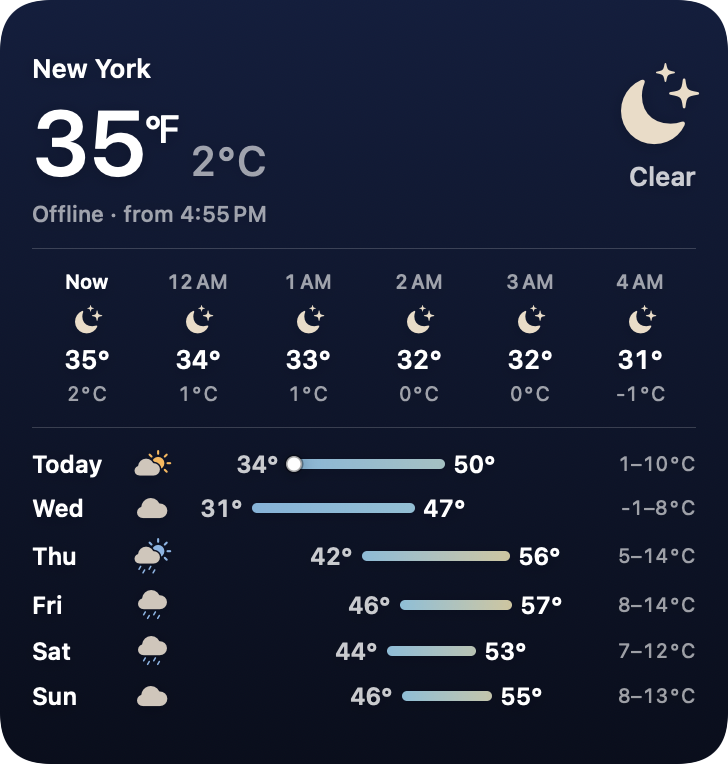 New York
35°F 2°C
Clear
Offline · from 4:55 PM
Now 12 AM 1 AM 2 AM 3 AM 4 AM
35° 34° 33° 32° 32° 31°
2°C 1°C 1°C 0°C 0°C -1°C
Today 34° 50° 1–10°C
Wed 31° 47° -1–8°C
Thu 42° 56° 5–14°C
Fri 46° 57° 8–14°C
Sat 44° 53° 7–12°C
Sun 46° 55° 8–13°C